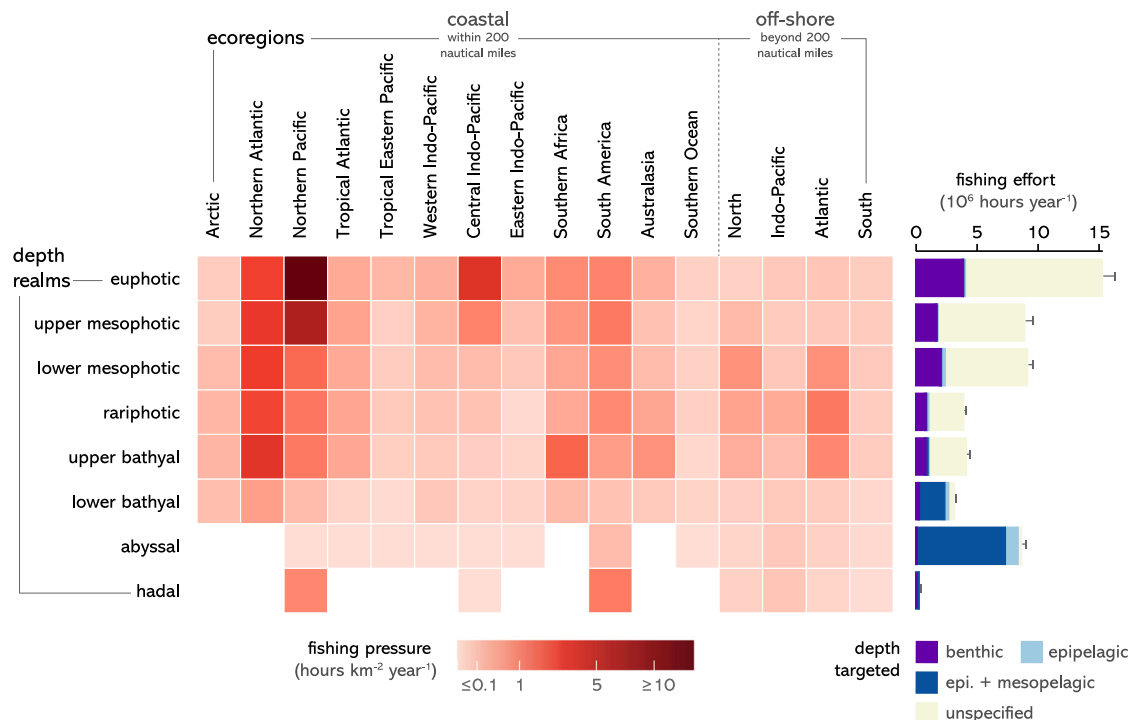 coastal
within 200
nautical miles
off-shore
beyond 200
nautical miles
ecoregions
Arctic
Northern Atlantic
Northern Pacific
Tropical Atlantic
Tropical Eastern Pacific
Western Indo-Pacific
Central Indo-Pacific
Eastern Indo-Pacific
Southern Africa
South America
Australasia
Southern Ocean
North
Indo-Pacific
Atlantic
South
fishing effort
(10⁶ hours year⁻¹)
0 5 10 15
depth
realms
euphotic
upper mesophotic
lower mesophotic
rariphotic
upper bathyal
lower bathyal
abyssal
hadal
fishing pressure
(hours km⁻² year⁻¹)
≤0.1 1 5 ≥10
depth
targeted
benthic
epipelagic
epi. + mesopelagic
unspecified